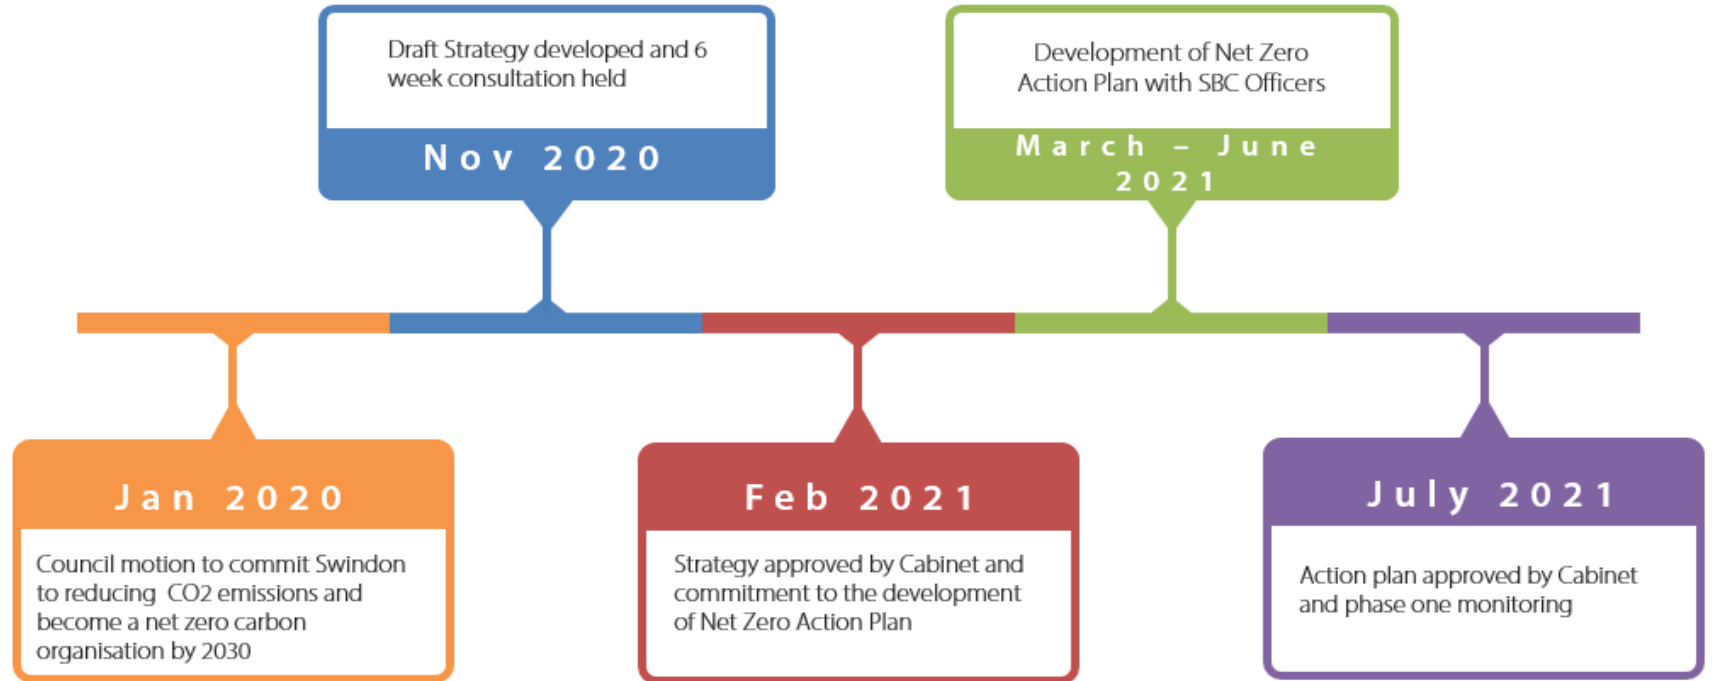 Draft Strategy developed and 6
week consultation held
Nov 2020
Development of Net Zero
Action Plan with SBC Officers
March – June
2021
Jan 2020
Council motion to commit Swindon
to reducing CO2 emissions and
become a net zero carbon
organisation by 2030
Feb 2021
Strategy approved by Cabinet and
commitment to the development
of Net Zero Action Plan
July 2021
Action plan approved by Cabinet
and phase one monitoring